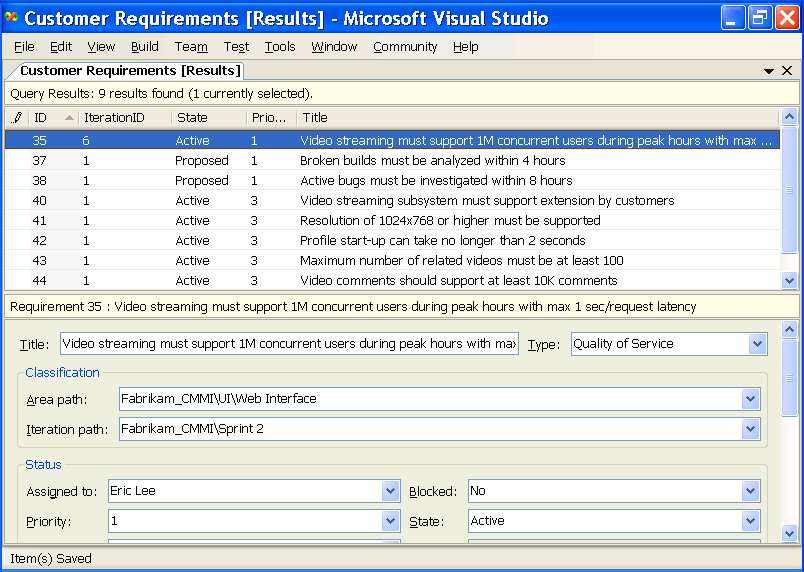 Customer Requirements [Results] - Microsoft Visual Studio
File Edit View Build Team Test Tools Window Community Help
Customer Requirements [Results]
Query Results: 9 results found (1 currently selected).
ID IterationID State Prio... Title
35 6 Active 1 Video streaming must support 1M concurrent users during peak hours with max ...
37 1 Proposed 1 Broken builds must be analyzed within 4 hours
38 1 Proposed 1 Active bugs must be investigated within 8 hours
40 1 Active 3 Video streaming subsystem must support extension by customers
41 1 Active 3 Resolution of 1024x768 or higher must be supported
42 1 Active 3 Profile start-up can take no longer than 2 seconds
43 1 Active 3 Maximum number of related videos must be at least 100
44 1 Active 3 Video comments should support at least 10K comments
Requirement 35 : Video streaming must support 1M concurrent users during peak hours with max 1 sec/request latency
Title: Video streaming must support 1M concurrent users during peak hours with max Type: Quality of Service
Classification
Area path: Fabrikam_CMMI\UI\Web Interface
Iteration path: Fabrikam_CMMI\Sprint 2
Status
Assigned to: Eric Lee Blocked: No
Priority: 1 State: Active
Item(s) Saved